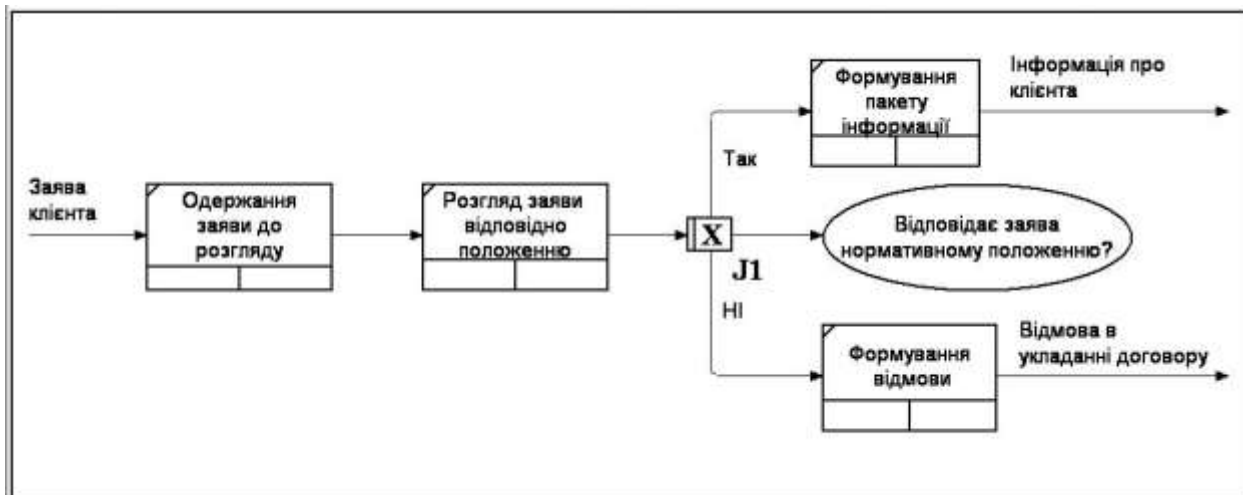 Заява
клієнта
Одержання
заяви до
розгляду
Розгляд заяви
відповідно
положенню
X
J1
Так
НІ
Формування
пакету
інформації
Інформація про
клієнта
Відповідає заява
нормативному положенню?
Формування
відмови
Відмова в
укладанні договору